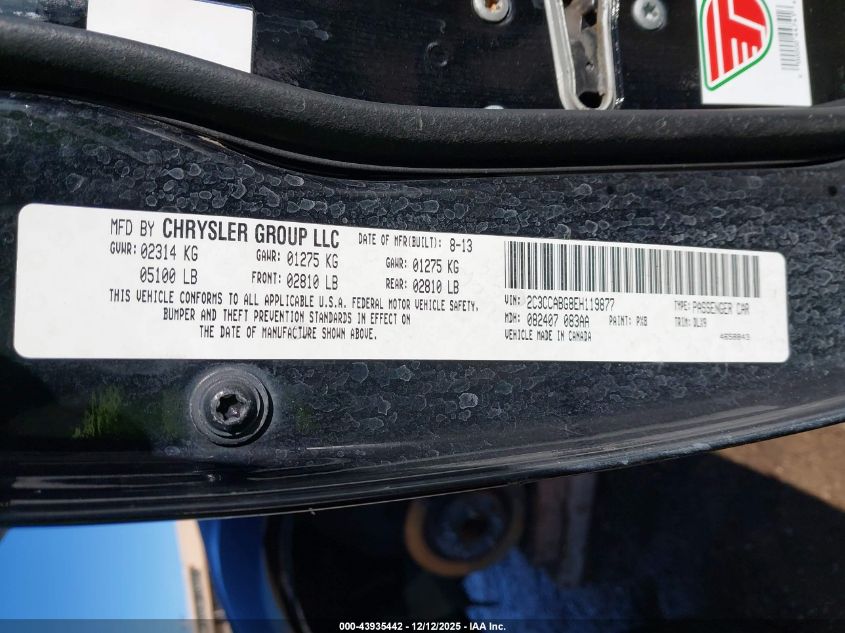 MFD BY CHRYSLER GROUP LLC DATE OF MFR(BUILT): 8-13
GVWR: 02314 KG GAWR: 01275 KG GAWR: 01275 KG
05100 LB FRONT: 02810 LB REAR: 02810 LB
THIS VEHICLE CONFORMS TO ALL APPLICABLE U.S.A. FEDERAL MOTOR VEHICLE SAFETY,
BUMPER AND THEFT PREVENTION STANDARDS IN EFFECT ON
THE DATE OF MANUFACTURE SHOWN ABOVE.
VIN: 2C3CCABG8EH119877 TYPE: PASSENGER CAR
MDH: 082407 083AA PAINT: PX8 TRIM: DLX9
VEHICLE MADE IN CANADA 4658843
000-43935442 - 12/12/2025 - IAA Inc.